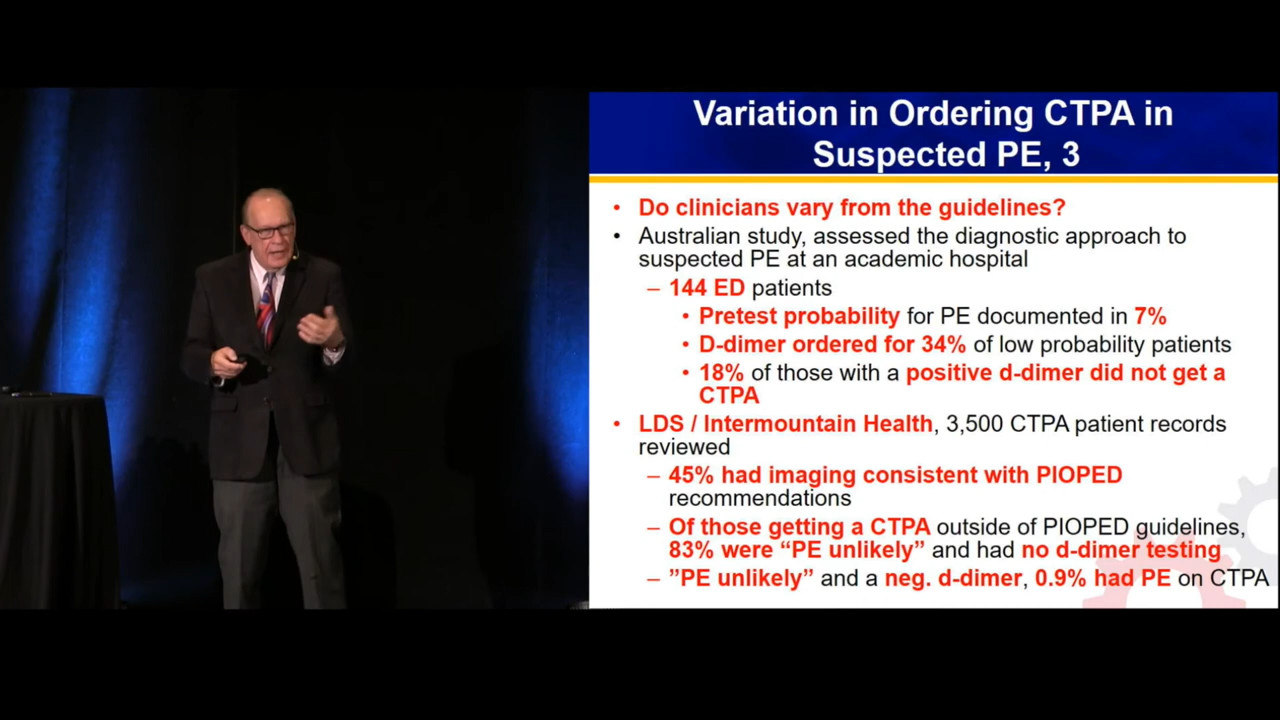 Variation in Ordering CTPA in
Suspected PE, 3
• Do clinicians vary from the guidelines?
• Australian study, assessed the diagnostic approach to
suspected PE at an academic hospital
– 144 ED patients
• Pretest probability for PE documented in 7%
• D-dimer ordered for 34% of low probability patients
• 18% of those with a positive d-dimer did not get a
CTPA
• LDS / Intermountain Health, 3,500 CTPA patient records
reviewed
– 45% had imaging consistent with PIOPED
recommendations
– Of those getting a CTPA outside of PIOPED guidelines,
83% were “PE unlikely” and had no d-dimer testing
– ”PE unlikely” and a neg. d-dimer, 0.9% had PE on CTPA